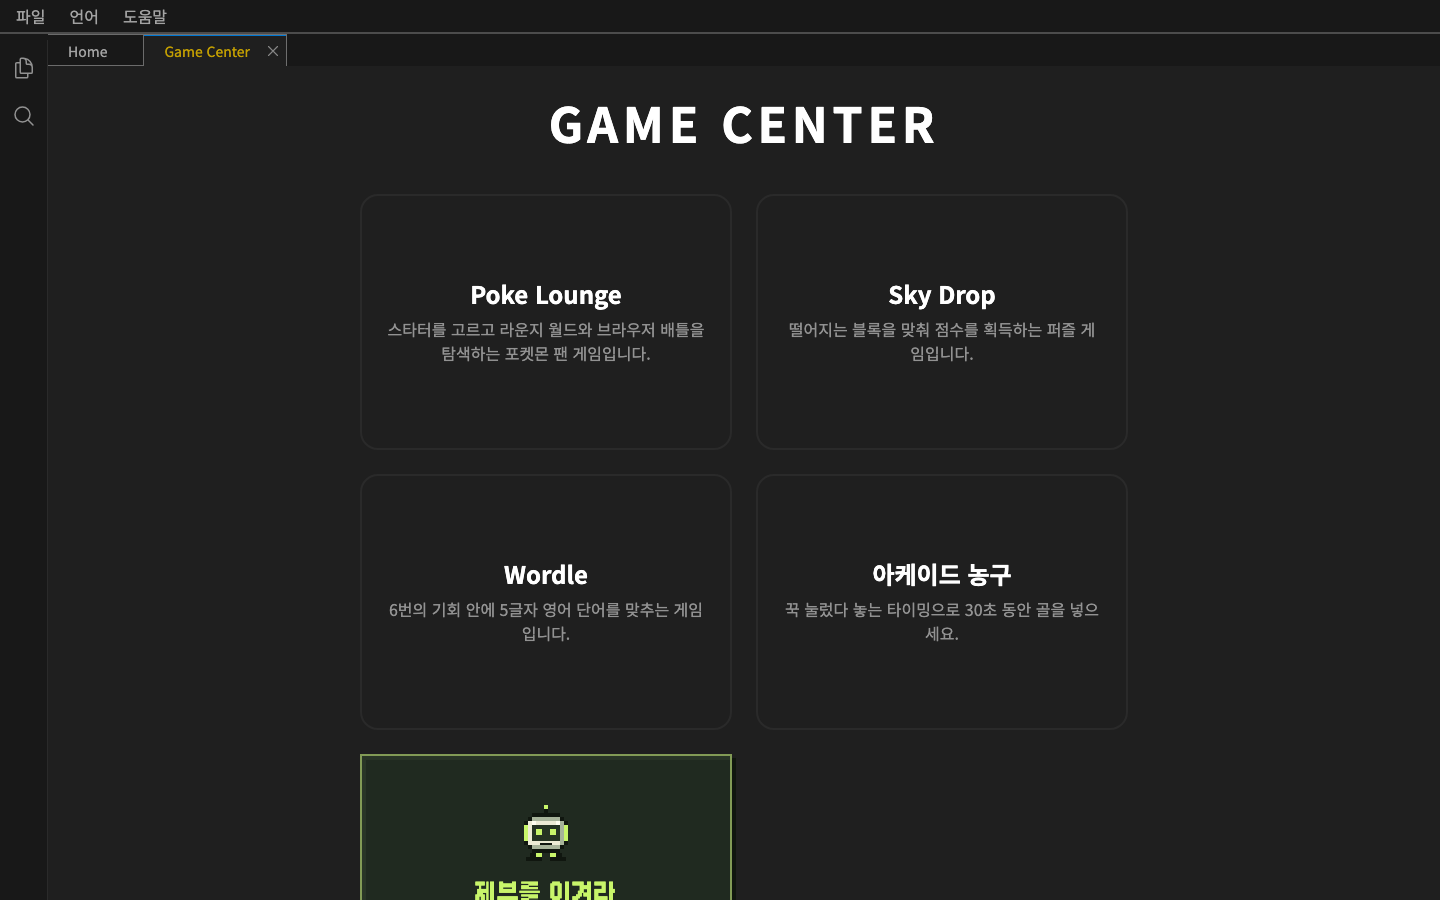 파일 언어 도움말
Home Game Center
GAME CENTER
Poke Lounge
스타터를 고르고 라운지 월드와 브라우저 배틀을
탐색하는 포켓몬 팬 게임입니다.
Sky Drop
떨어지는 블록을 맞춰 점수를 획득하는 퍼즐 게
임입니다.
Wordle
6번의 기회 안에 5글자 영어 단어를 맞추는 게임
입니다.
아케이드 농구
꾹 눌렀다 놓는 타이밍으로 30초 동안 골을 넣으
세요.